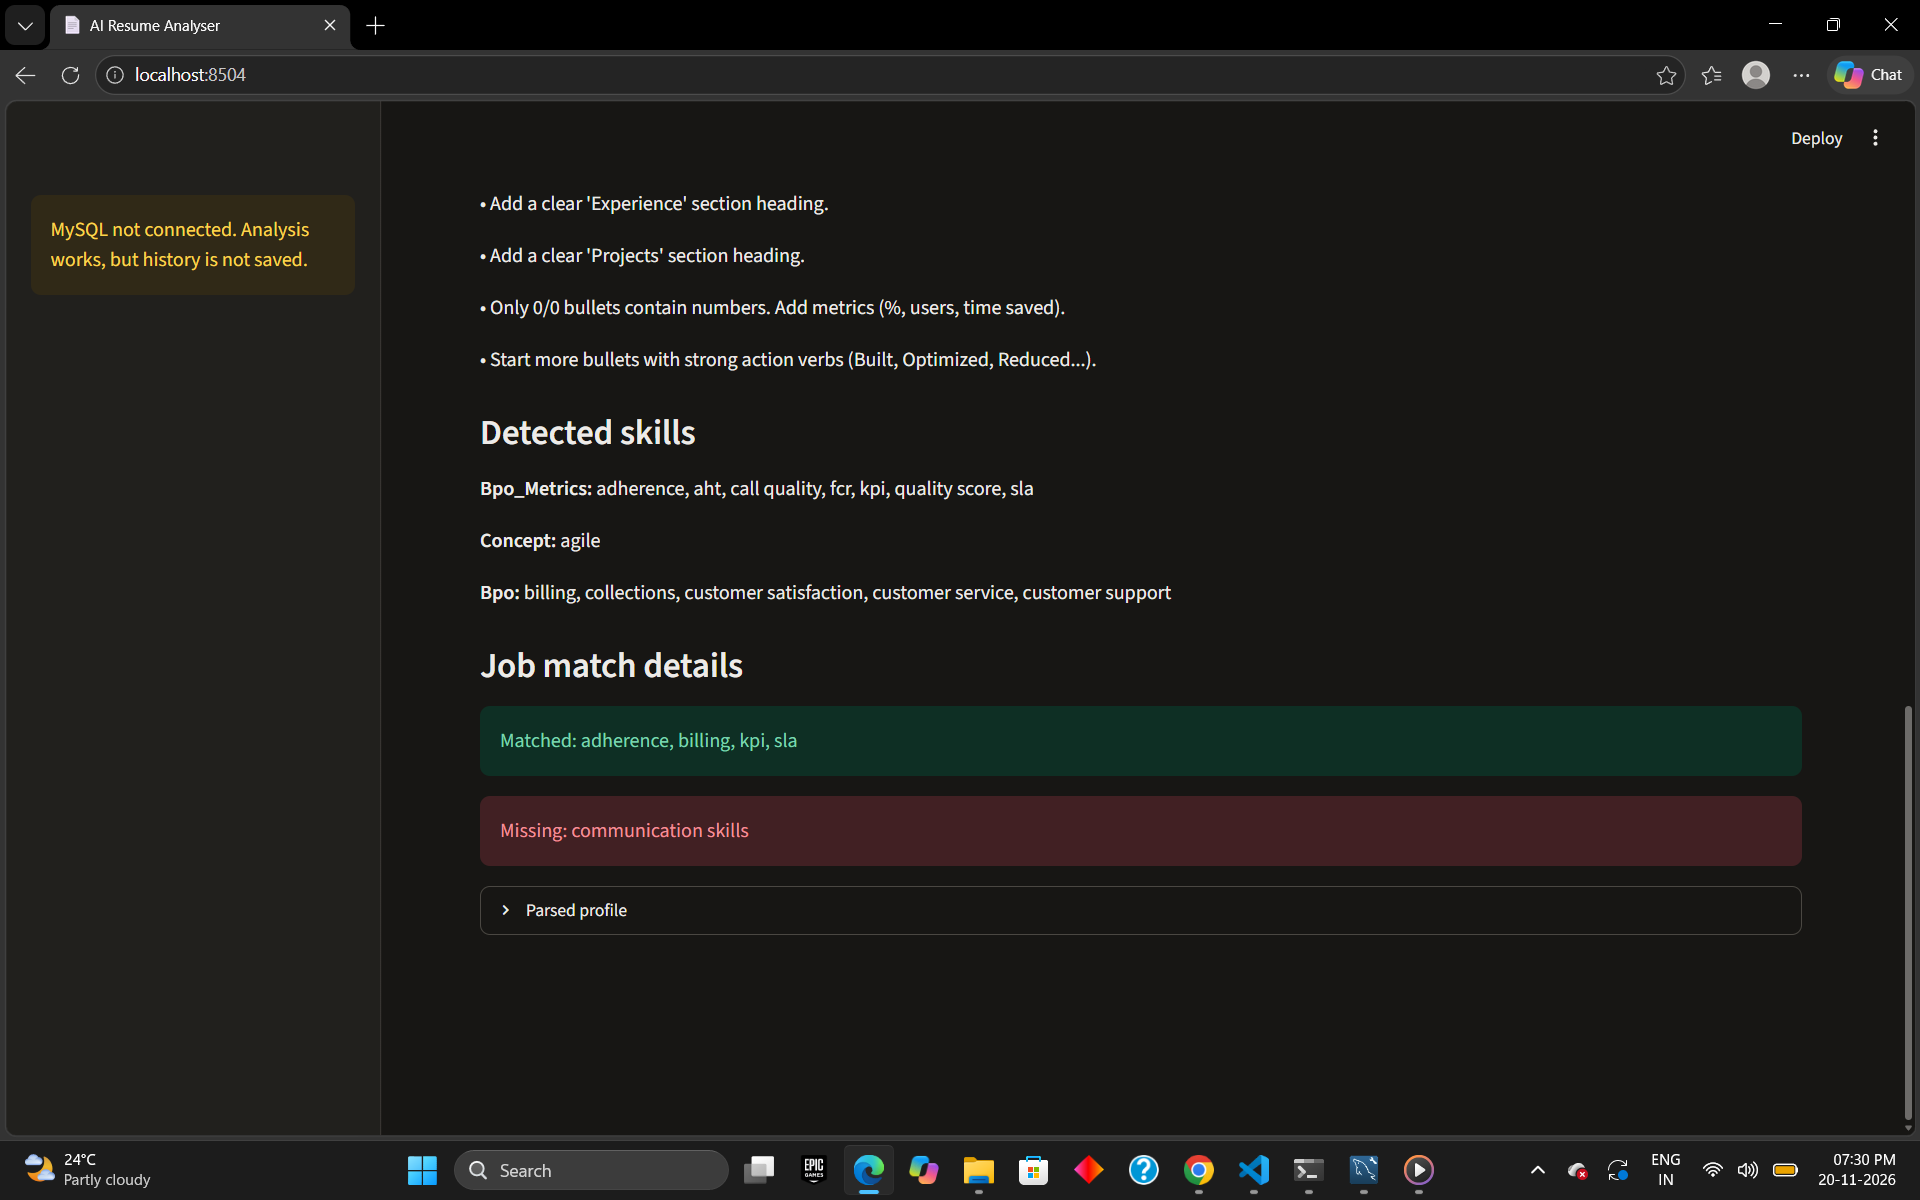 AI Resume Analyser
localhost:8504
Chat
Deploy
MySQL not connected. Analysis
works, but history is not saved.
• Add a clear 'Experience' section heading.
• Add a clear 'Projects' section heading.
• Only 0/0 bullets contain numbers. Add metrics (%, users, time saved).
• Start more bullets with strong action verbs (Built, Optimized, Reduced...).
Detected skills
Bpo_Metrics: adherence, aht, call quality, fcr, kpi, quality score, sla
Concept: agile
Bpo: billing, collections, customer satisfaction, customer service, customer support
Job match details
Matched: adherence, billing, kpi, sla
Missing: communication skills
Parsed profile
24°C
Partly cloudy
Search
EPIC
GAMES
ENG
IN
07:30 PM
20-11-2026